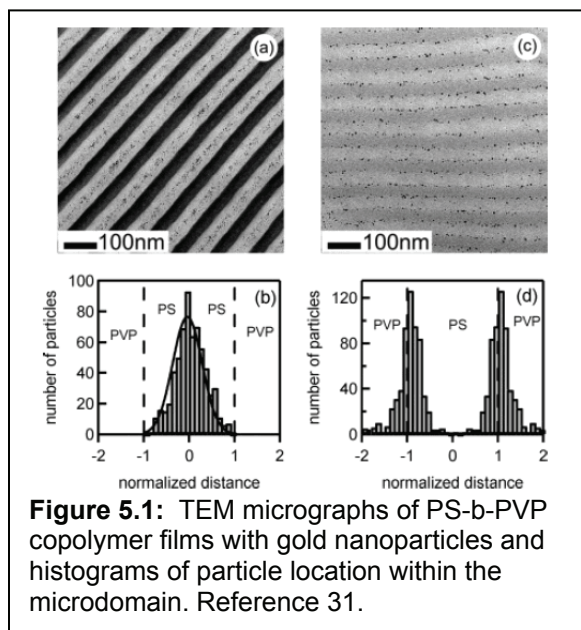 (a)
100nm
(c)
100nm
(b)
number of particles
100
80
60
40
20
0
PVP
PS
PS
PVP
-2 -1 0 1 2
normalized distance
(d)
number of particles
120
80
40
0
PVP
PS
PVP
-2 -1 0 1 2
normalized distance
Figure 5.1: TEM micrographs of PS-b-PVP
copolymer films with gold nanoparticles and
histograms of particle location within the
microdomain. Reference 31.